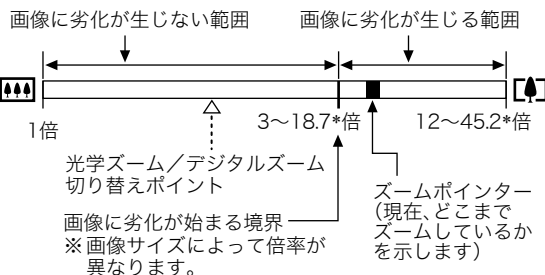 画像に劣化が生じない範囲
画像に劣化が生じる範囲
1倍
3～18.7*倍
12～45.2*倍
光学ズーム／デジタルズーム
切り替えポイント
画像に劣化が始まる境界
※画像サイズによって倍率が
異なります。
ズームポインター
(現在、どこまで
ズームしているか
を示します)